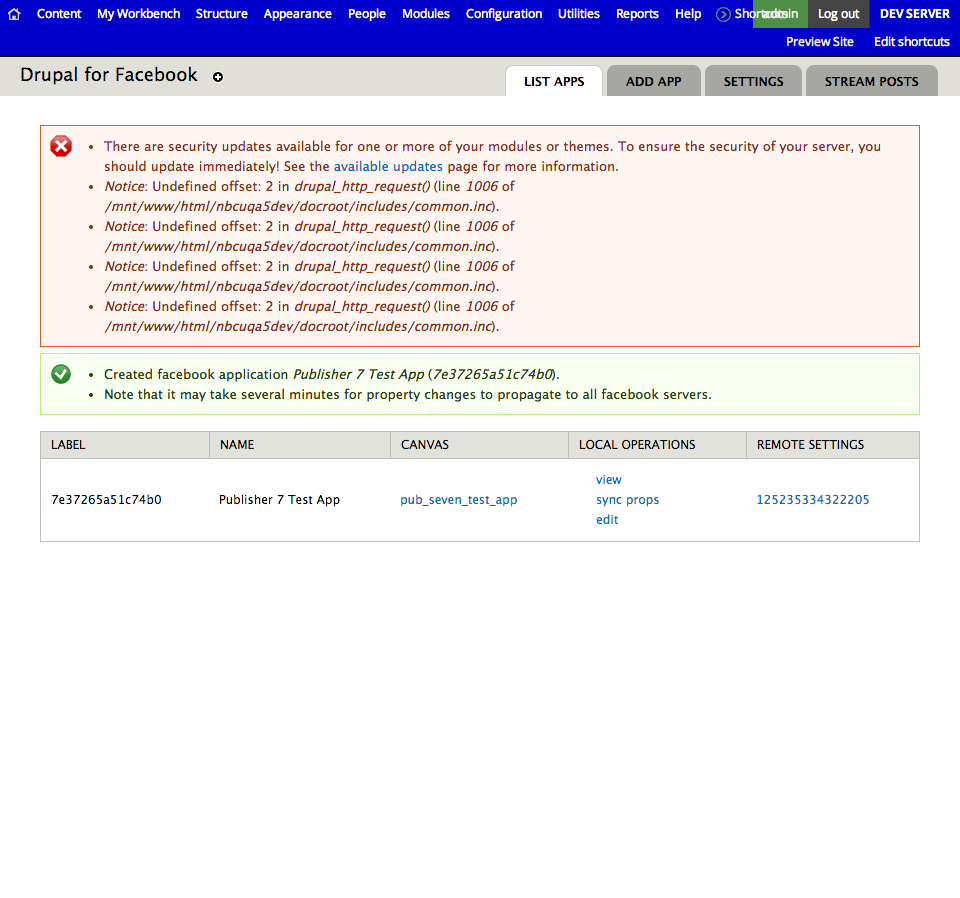 Content My Workbench Structure Appearance People Modules Configuration Utilities Reports Help Shortcuts admin Log out DEV SERVER
Preview Site Edit shortcuts
Drupal for Facebook
LIST APPS ADD APP SETTINGS STREAM POSTS
There are security updates available for one or more of your modules or themes. To ensure the security of your server, you
should update immediately! See the available updates page for more information.
Notice: Undefined offset: 2 in drupal_http_request() (line 1006 of
/mnt/www/html/nbcuqa5dev/docroot/includes/common.inc).
Notice: Undefined offset: 2 in drupal_http_request() (line 1006 of
/mnt/www/html/nbcuqa5dev/docroot/includes/common.inc).
Notice: Undefined offset: 2 in drupal_http_request() (line 1006 of
/mnt/www/html/nbcuqa5dev/docroot/includes/common.inc).
Notice: Undefined offset: 2 in drupal_http_request() (line 1006 of
/mnt/www/html/nbcuqa5dev/docroot/includes/common.inc).
Created facebook application Publisher 7 Test App (7e37265a51c74b0).
Note that it may take several minutes for property changes to propagate to all facebook servers.
LABEL NAME CANVAS LOCAL OPERATIONS REMOTE SETTINGS
view
7e37265a51c74b0 Publisher 7 Test App pub_seven_test_app sync props 125235334322205
edit